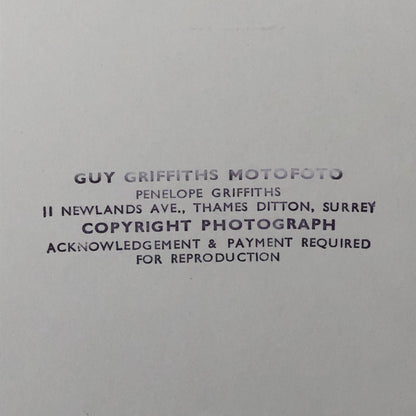 GUY GRIFFITHS MOTOFOTO
PENELOPE GRIFFITHS
11 NEWLANDS AVE., THAMES DITTON, SURREY
COPYRIGHT PHOTOGRAPH
ACKNOWLEDGEMENT & PAYMENT REQUIRED
FOR REPRODUCTION